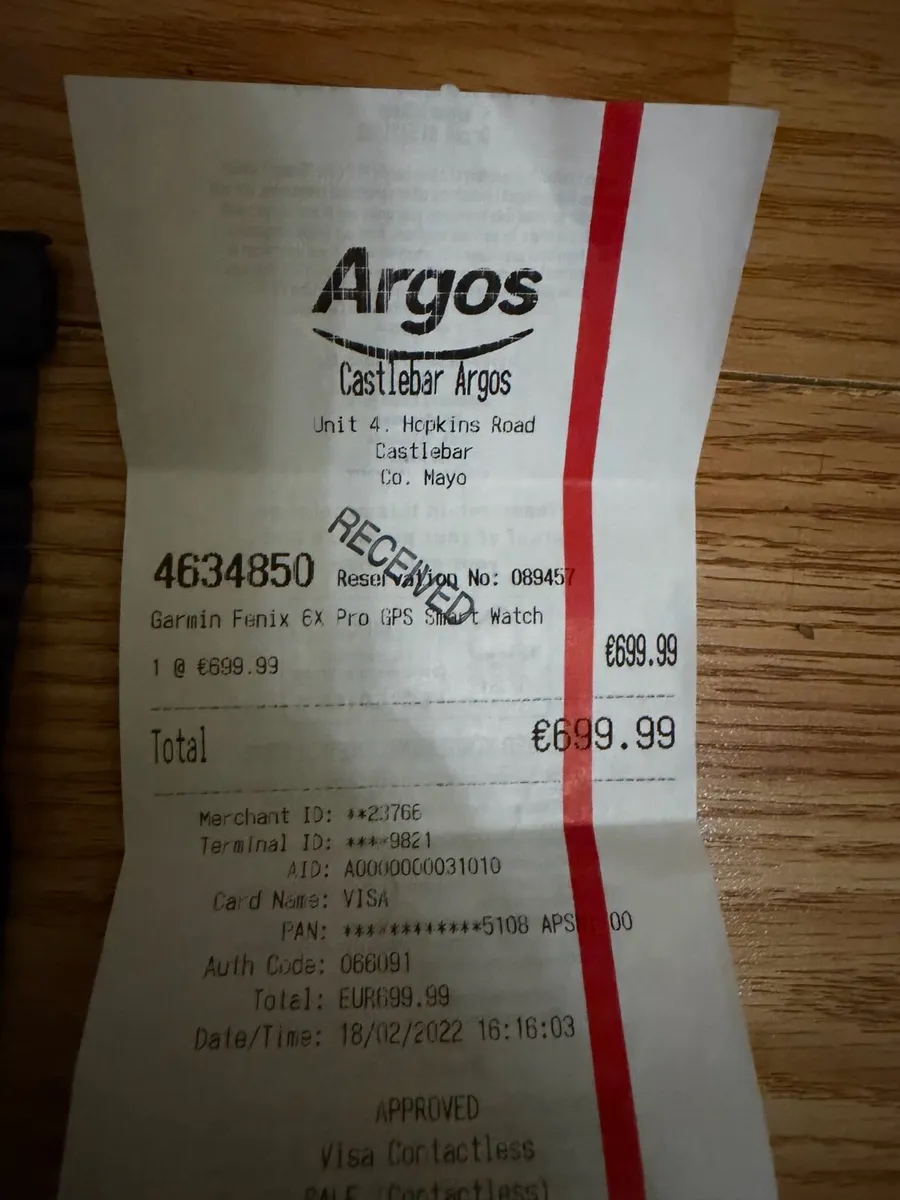 Argos
Castlebar Argos
Unit 4. Hopkins Road
Castlebar
Co. Mayo
RECEIVED
4634850 Reservation No: 089457
Garmin Fenix 6X Pro GPS Smart Watch
1 @ €699.99 €699.99
Total €699.99
Merchant ID: **23766
Terminal ID: ****9821
AID: A0000000031010
Card Name: VISA
PAN: ************5108
Auth Code: 066091
Total: EUR699.99
Date/Time: 18/02/2022 16:16:03
APPROVED
Visa Contactless
(Contactless)